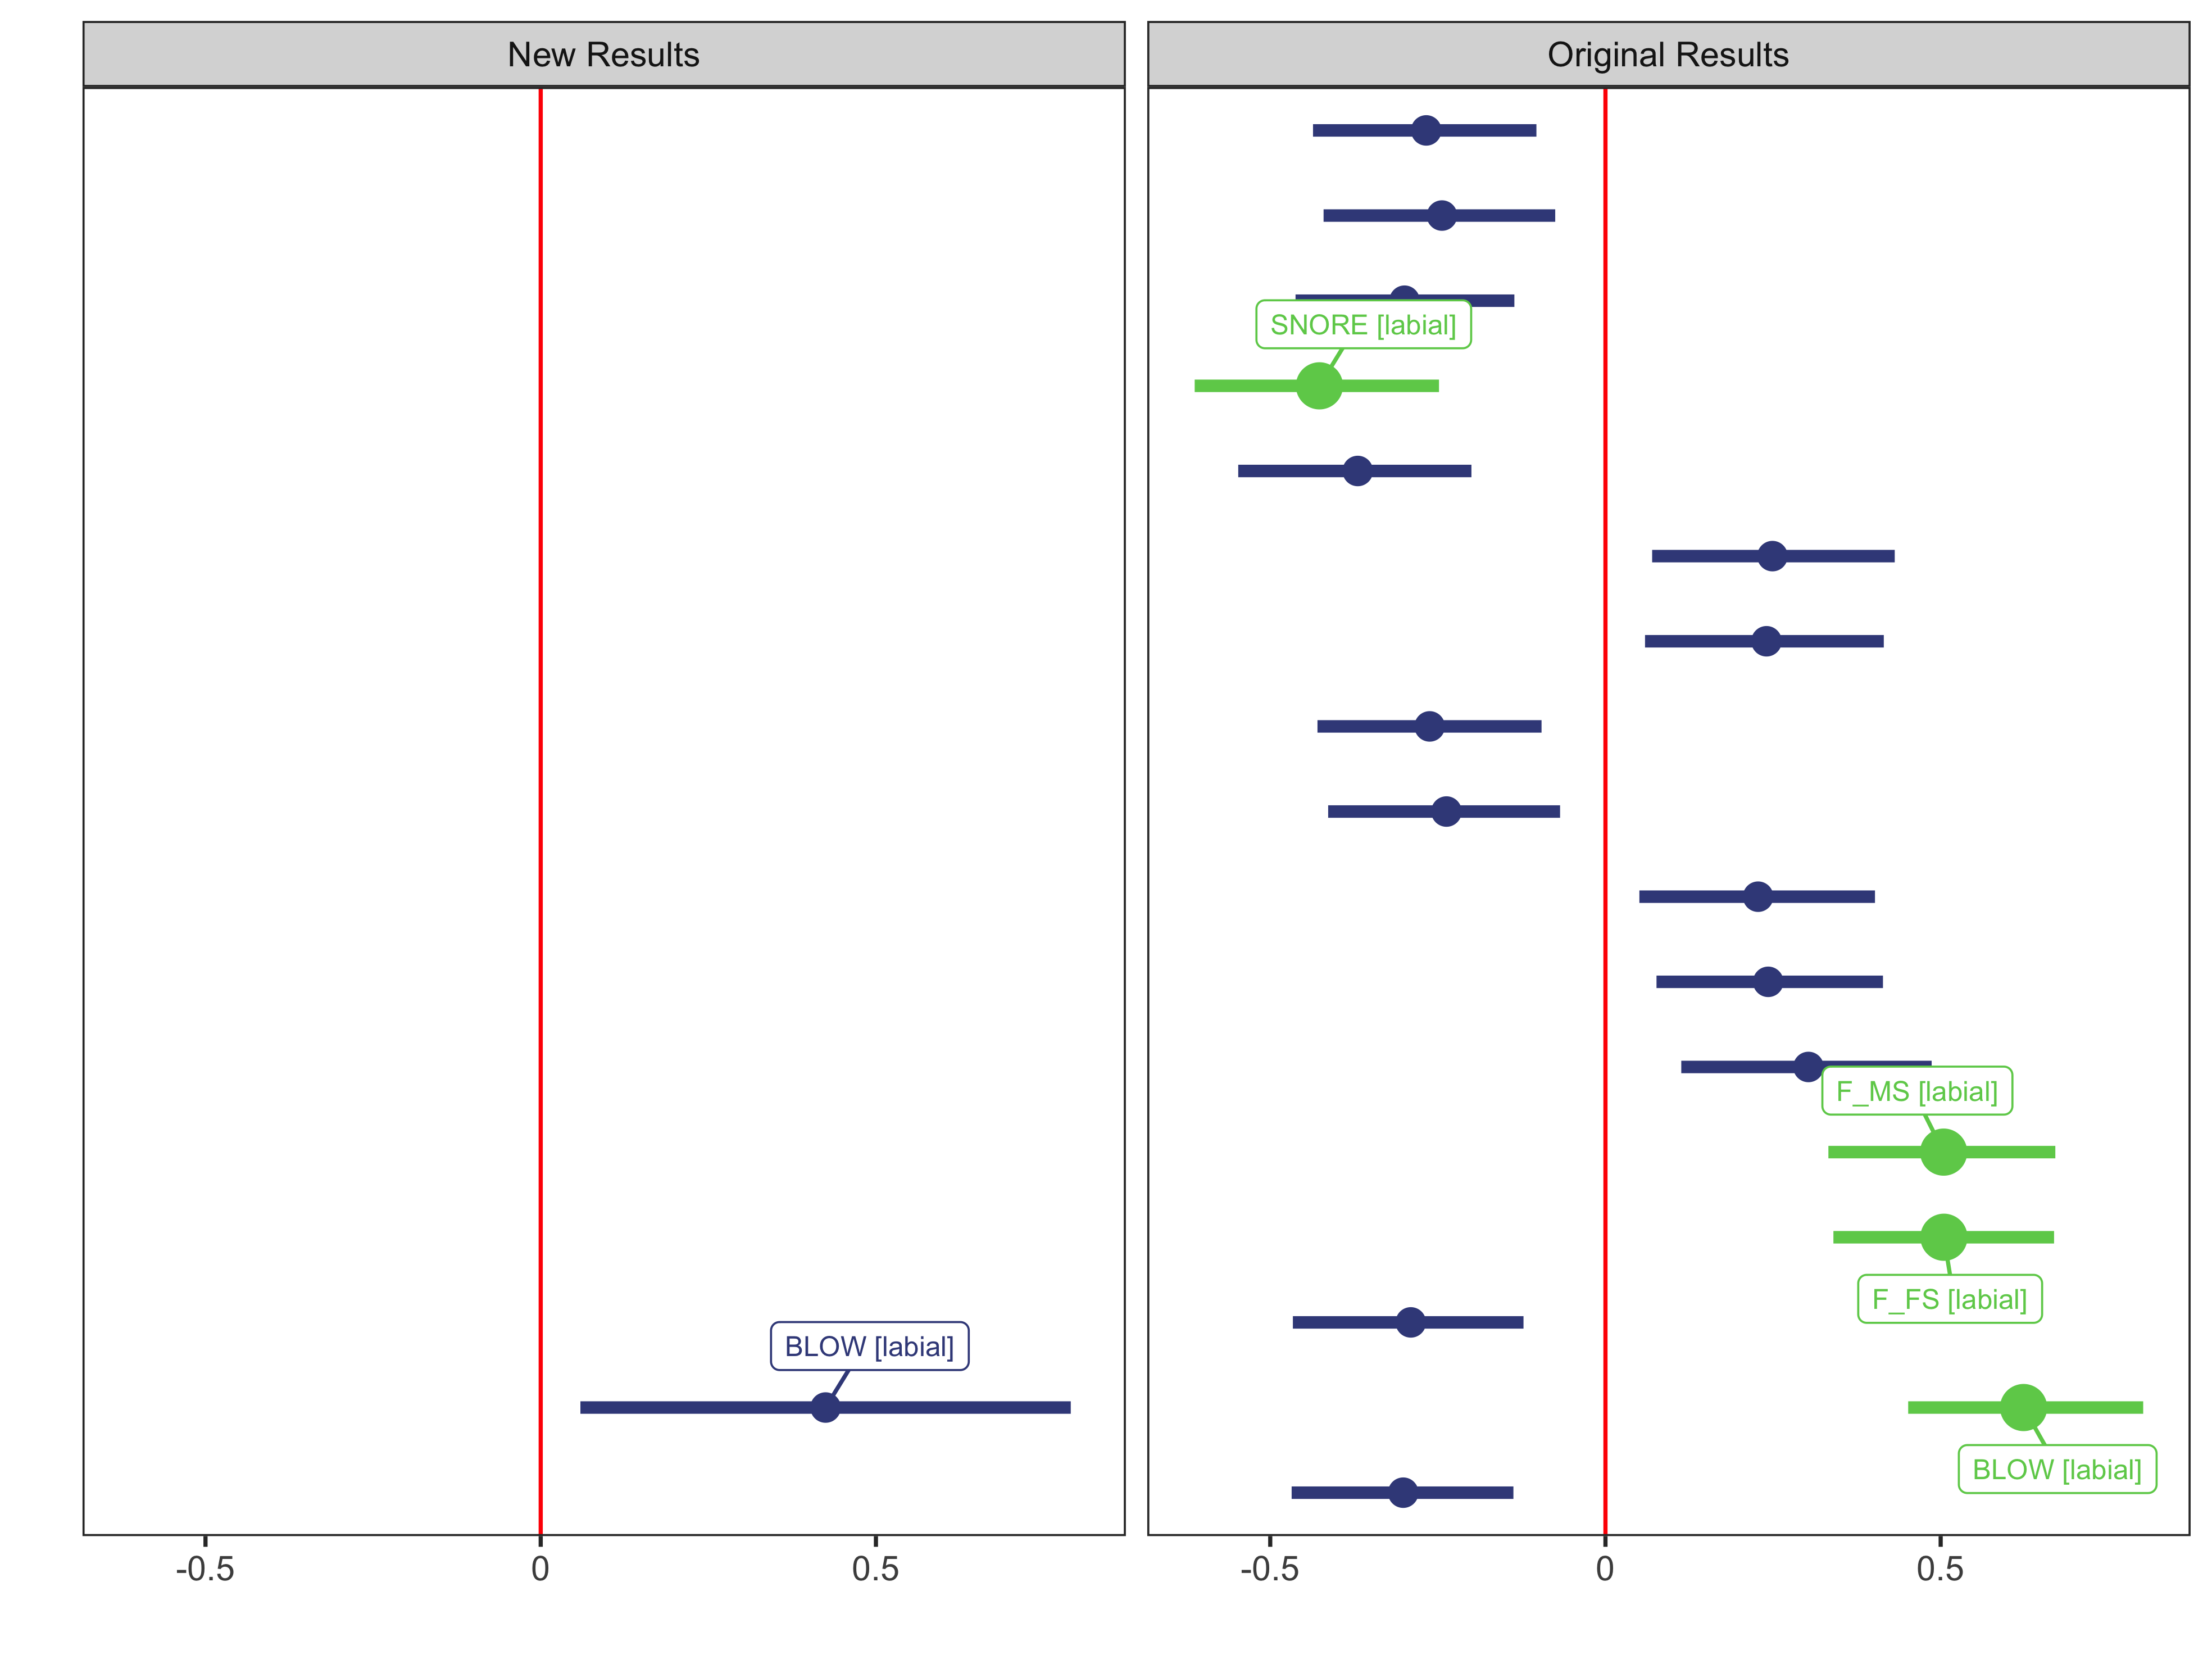 New Results
Original Results
SNORE [labial]
F_MS [labial]
F_FS [labial]
BLOW [labial]
BLOW [labial]
-0.5 0 0.5
-0.5 0 0.5